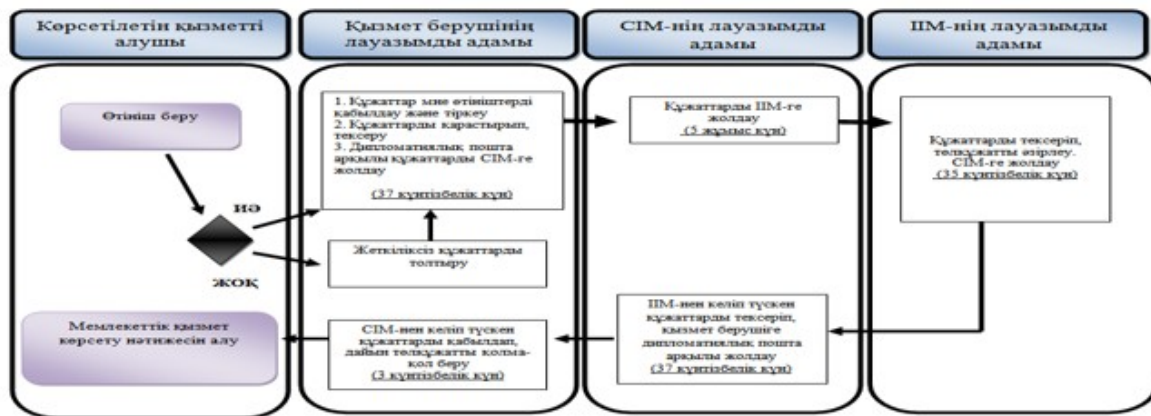 Көрсетілетін қызметті
алушы
Қызмет берушінің
лауазымды адамы
СІМ-нің лауазымды
адамы
ІІМ-нің лауазымды
адамы
Өтініш беру
ИӘ
ЖОҚ
1. Құжаттар мне өтініштерді
қабылдау және тіркеу
2. Құжаттарды қарастырып,
тексеру
3. Дипломатиялық пошта
арқылы құжаттарды СІМ-ге
жолдау
(37 күнтізбелік күн)
Жеткіліксіз құжаттарды
толтыру
Құжаттарды ІІМ-ге
жолдау
(5 жұмыс күн)
Құжаттарды тексеріп,
төлқұжатты әзірлеу.
СІМ-ге жолдау
(35 күнтізбелік күн)
ІІМ-нен келіп түскен
құжаттарды тексеріп,
қызмет берушіге
дипломатиялық пошта
арқылы жолдау
(37 күнтізбелік күн)
СІМ-нен келіп түскен
құжаттарды қабылдап,
дайын төлқұжатты қолма-
қол беру
(3 күнтізбелік күн)
Мемлекеттік қызмет
көрсету нәтижесін алу